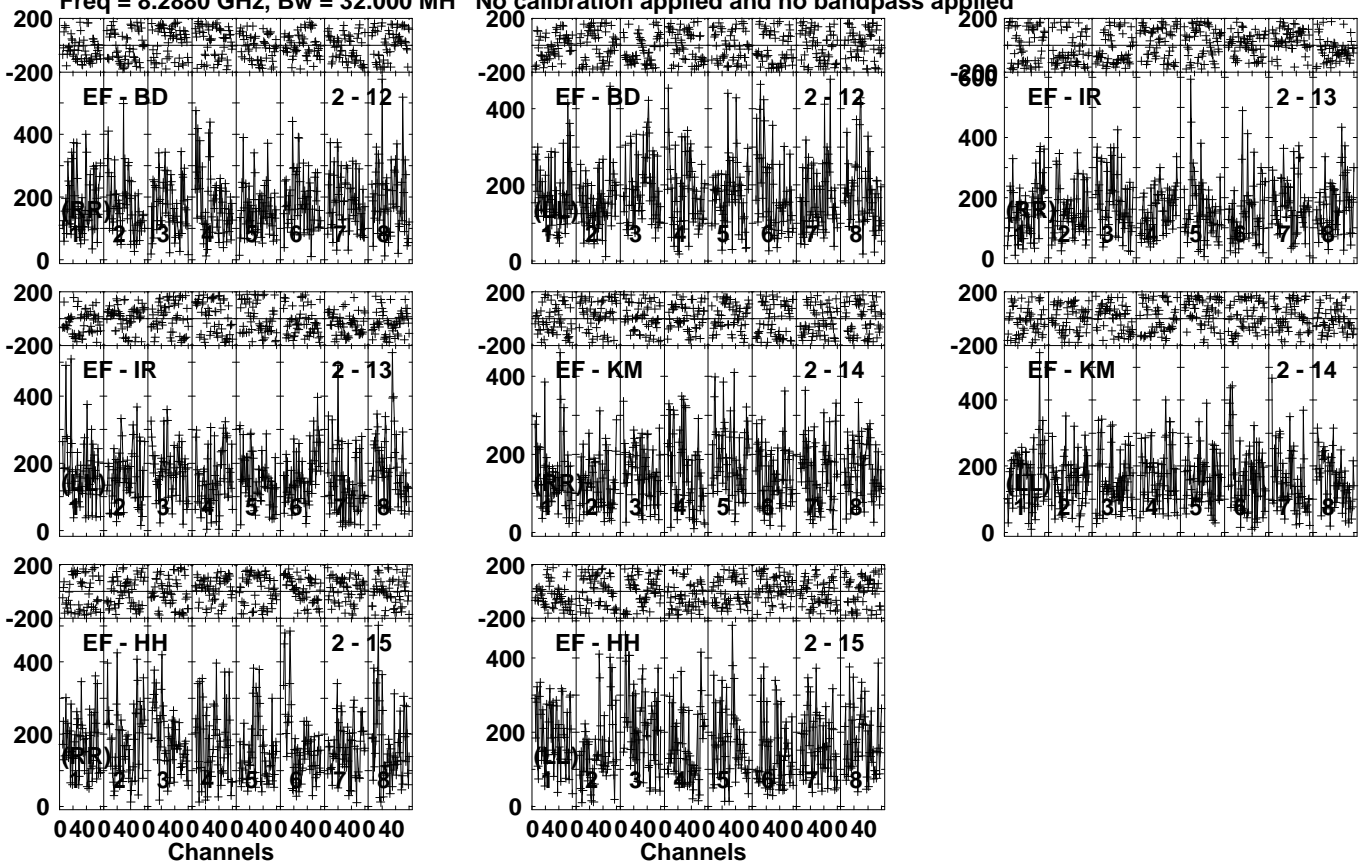 Freq = 8.2880 GHz, Bw = 32.000 MH No calibration applied and no bandpass applied
200 200 200
-200 -200 -200
600
EF - BD 2 - 12 EF - BD 2 - 12 EF - IR 2 - 13
400 400 400
200 200 200
(RR) (LL) (RR)
1 2 3 4 5 6 7 8 1 2 3 4 5 6 7 8 1 2 3 4 5 6 7 8
0 0 0
200 200 200
-200 -200 -200
EF - IR 2 - 13 EF - KM 2 - 14 EF - KM 2 - 14
400 400 400
200 200 200
(LL) (RR) (LL)
1 2 3 4 5 6 7 8 1 2 3 4 5 6 7 8 1 2 3 4 5 6 7 8
0 0 0
200 200
-200 -200
EF - HH 2 - 15 EF - HH 2 - 15
400 400
200 200
(RR) (LL)
1 2 3 4 5 6 7 8 1 2 3 4 5 6 7 8
0 0
0 40 0 40 0 40 0 40 0 40 0 40 0 40 0 40 0 40 0 40 0 40 0 40 0 40 0 40 0 40 0 40
Channels Channels